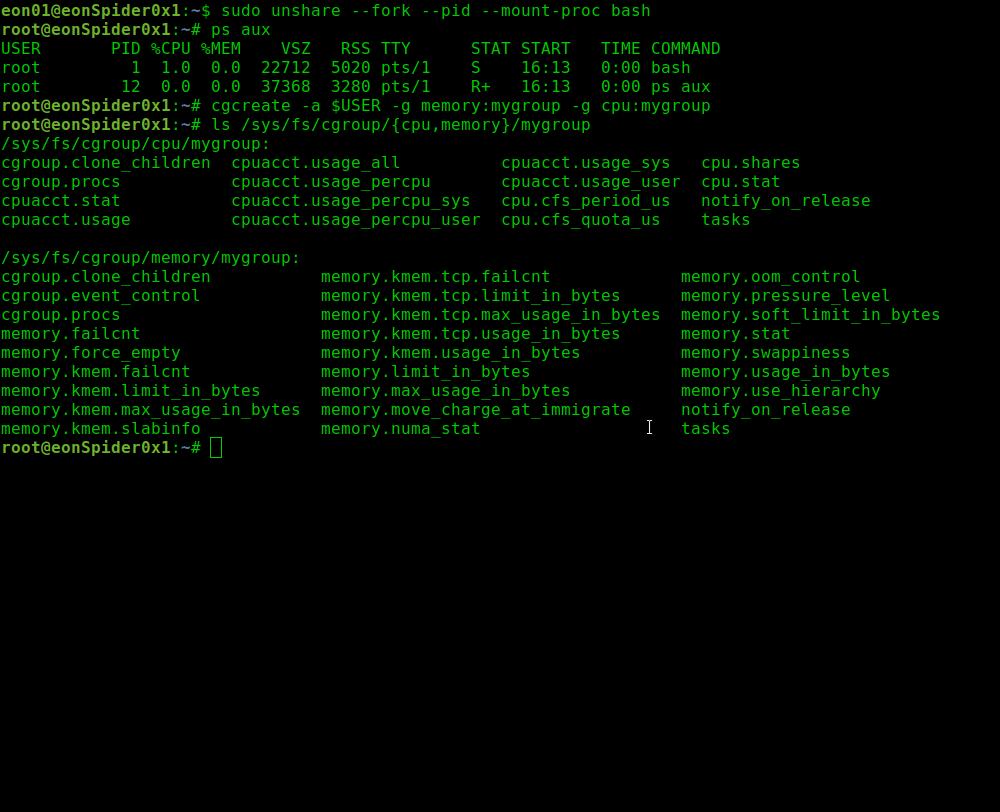 eon01@eonSpider0x1:~$ sudo unshare --fork --pid --mount-proc bash
root@eonSpider0x1:~# ps aux
USER       PID %CPU %MEM    VSZ   RSS TTY      STAT START   TIME COMMAND
root         1  1.0  0.0  22712  5020 pts/1    S    16:13   0:00 bash
root        12  0.0  0.0  37368  3280 pts/1    R+   16:13   0:00 ps aux
root@eonSpider0x1:~# cgcreate -a $USER -g memory:mygroup -g cpu:mygroup
root@eonSpider0x1:~# ls /sys/fs/cgroup/{cpu,memory}/mygroup
/sys/fs/cgroup/cpu/mygroup:
cgroup.clone_children  cpuacct.usage_all          cpuacct.usage_sys   cpu.shares
cgroup.procs           cpuacct.usage_percpu       cpuacct.usage_user  cpu.stat
cpuacct.stat           cpuacct.usage_percpu_sys   cpu.cfs_period_us   notify_on_release
cpuacct.usage          cpuacct.usage_percpu_user  cpu.cfs_quota_us    tasks

/sys/fs/cgroup/memory/mygroup:
cgroup.clone_children           memory.kmem.tcp.failcnt             memory.oom_control
cgroup.event_control            memory.kmem.tcp.limit_in_bytes      memory.pressure_level
cgroup.procs                    memory.kmem.tcp.max_usage_in_bytes  memory.soft_limit_in_bytes
memory.failcnt                  memory.kmem.tcp.usage_in_bytes      memory.stat
memory.force_empty              memory.kmem.usage_in_bytes          memory.swappiness
memory.kmem.failcnt             memory.limit_in_bytes               memory.usage_in_bytes
memory.kmem.limit_in_bytes      memory.max_usage_in_bytes           memory.use_hierarchy
memory.kmem.max_usage_in_bytes  memory.move_charge_at_immigrate     notify_on_release
memory.kmem.slabinfo            memory.numa_stat                    tasks
root@eonSpider0x1:~#